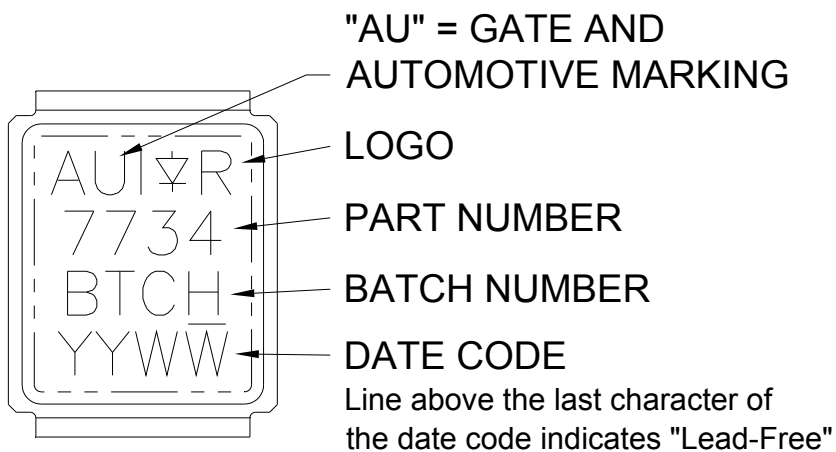 "AU" = GATE AND
AUTOMOTIVE MARKING
AUI R
LOGO
7734
PART NUMBER
BTCH
BATCH NUMBER
YYWW̅
DATE CODE
Line above the last character of
the date code indicates "Lead-Free"